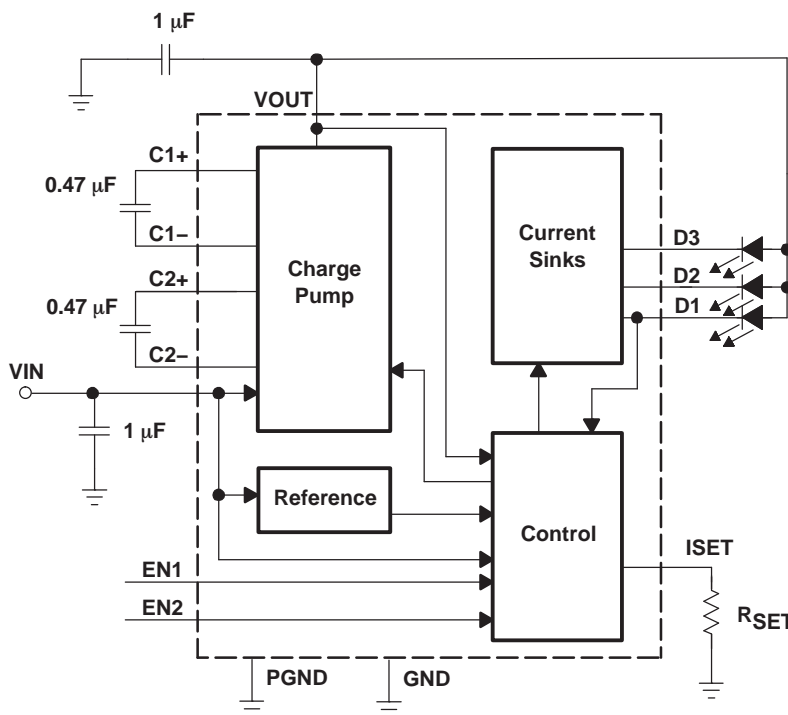 1 μF
VOUT
C1+
0.47 μF
C1–
C2+
0.47 μF
C2–
VIN
1 μF
Charge
Pump
Current
Sinks
D3
D2
D1
Reference
Control
ISET
RSET
EN1
EN2
PGND
GND